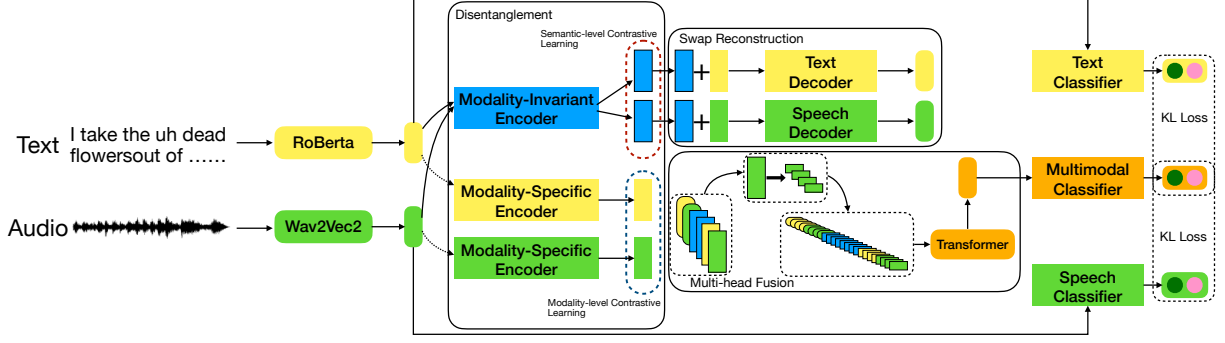 Disentanglement
Semantic-level Contrastive
Learning
Swap Reconstruction
Text
Decoder
Speech
Decoder
Text
Classifier
KL Loss
Text
I take the uh dead
flowersout of ……
RoBerta
Modality-Invariant
Encoder
Audio
Wav2Vec2
Modality-Specific
Encoder
Modality-Specific
Encoder
Modality-level Contrastive
Learning
Multimodal
Classifier
Transformer
Multi-head Fusion
KL Loss
Speech
Classifier
+
+